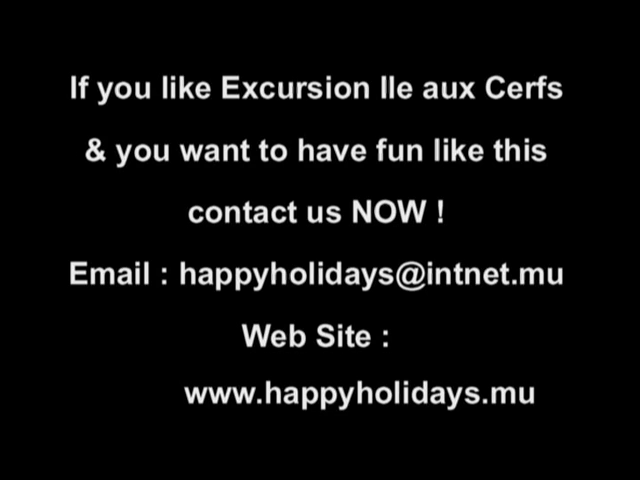 If you like Excursion Ile aux Cerfs
& you want to have fun like this
contact us NOW !
Email : happyholidays@intnet.mu
Web Site :
www.happyholidays.mu